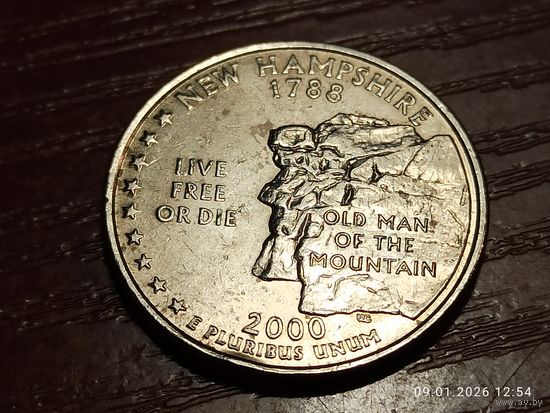 NEW HAMPSHIRE
1788
LIVE
FREE
OR DIE
OLD MAN
OF THE
MOUNTAIN
2000
E PLURIBUS UNUM
09.01.2026 12:54
www.ay.by